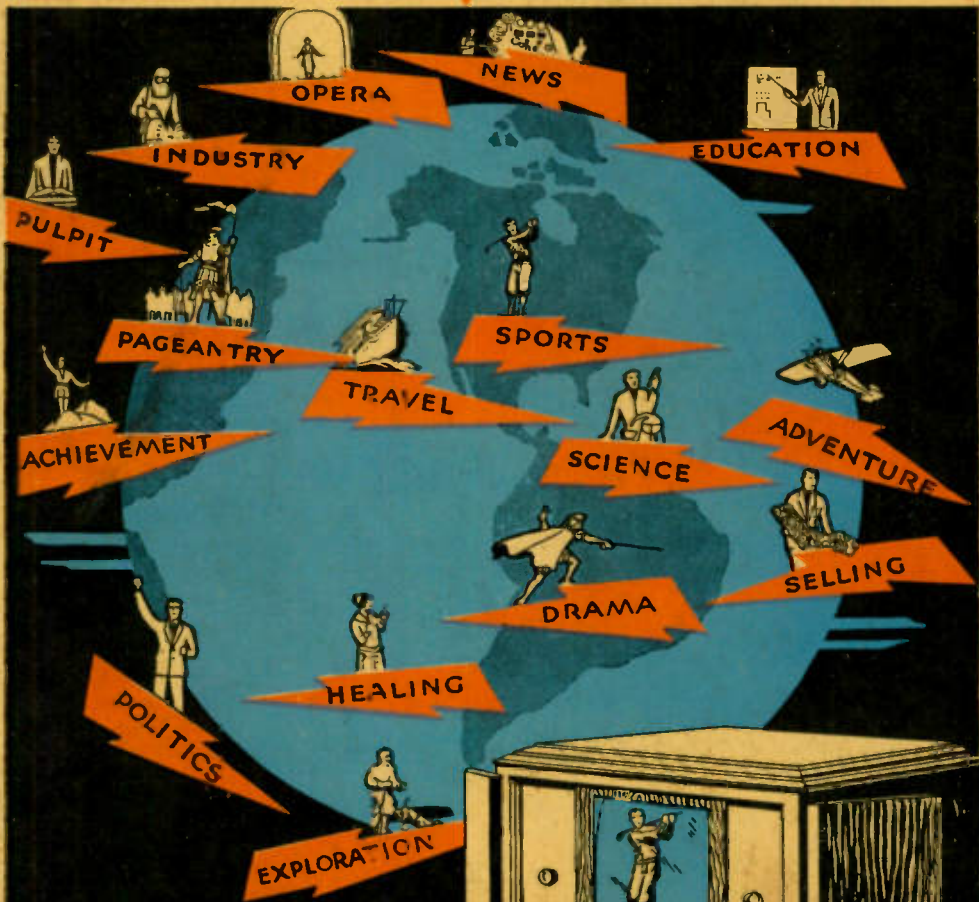 OPERA
NEWS
INDUSTRY
EDUCATION
PULPIT
PAGEANTRY
SPORTS
TRAVEL
ACHIEVEMENT
ADVENTURE
SCIENCE
SELLING
DRAMA
HEALING
POLITICS
EXPLORATION